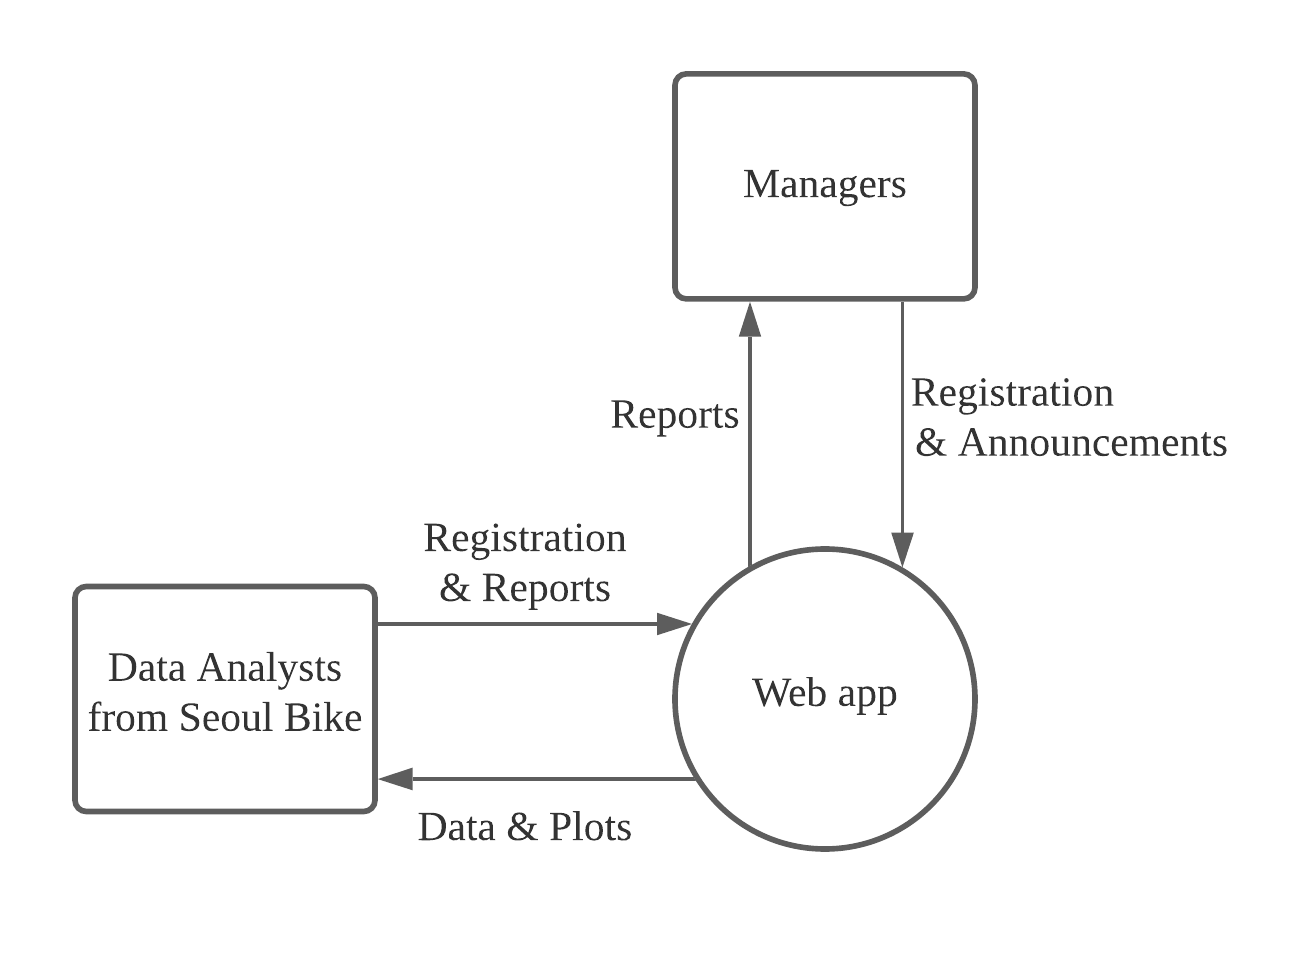 Managers
Reports
Registration
& Announcements
Registration
& Reports
Data Analysts
from Seoul Bike
Web app
Data & Plots